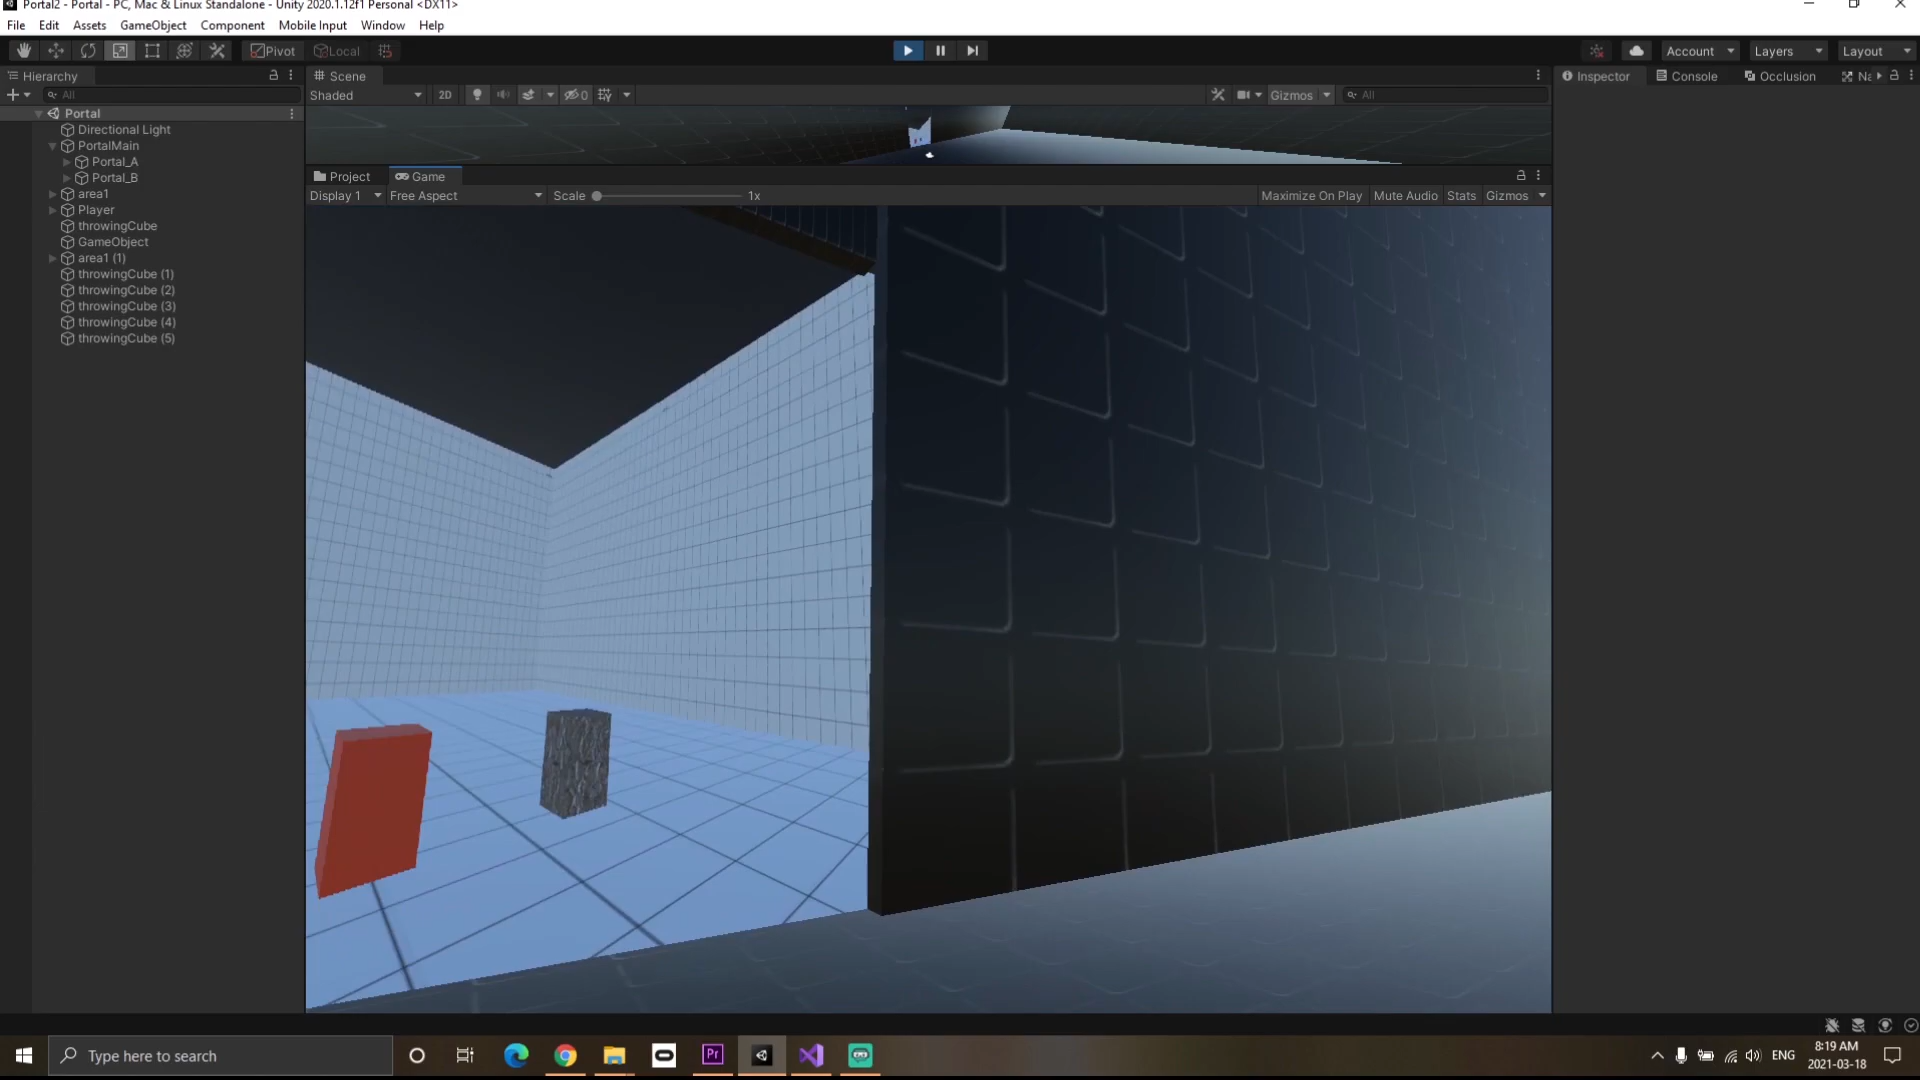 Portal2 - Portal - PC, Mac & Linux Standalone - Unity 2020.1.12f1 Personal <DX11>
File Edit Assets GameObject Component Mobile Input Window Help
Pivot Local Account Layers Layout
Hierarchy Scene Inspector Console Occlusion
All Shaded 2D 0 Gizmos All
Portal
Directional Light
PortalMain
Portal_A
Portal_B
area1
Player
throwingCube
GameObject
area1 (1)
throwingCube (1)
throwingCube (2)
throwingCube (3)
throwingCube (4)
throwingCube (5)
Project Game
Display 1 Free Aspect Scale 1x Maximize On Play Mute Audio Stats Gizmos
Type here to search
Pr
ENG
8:19 AM
2021-03-18